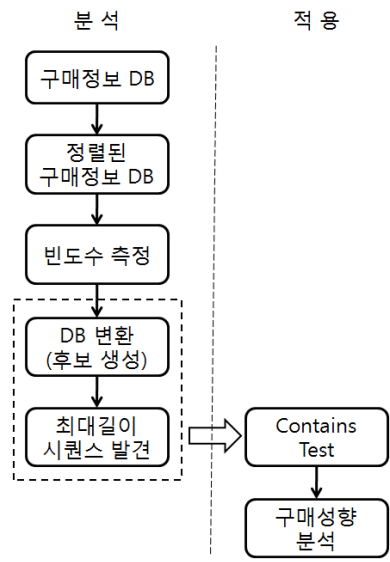 분 석
적 용
구매정보 DB
정렬된
구매정보 DB
빈도수 측정
DB 변환
(후보 생성)
최대길이
시퀀스 발견
Contains
Test
구매성향
분석